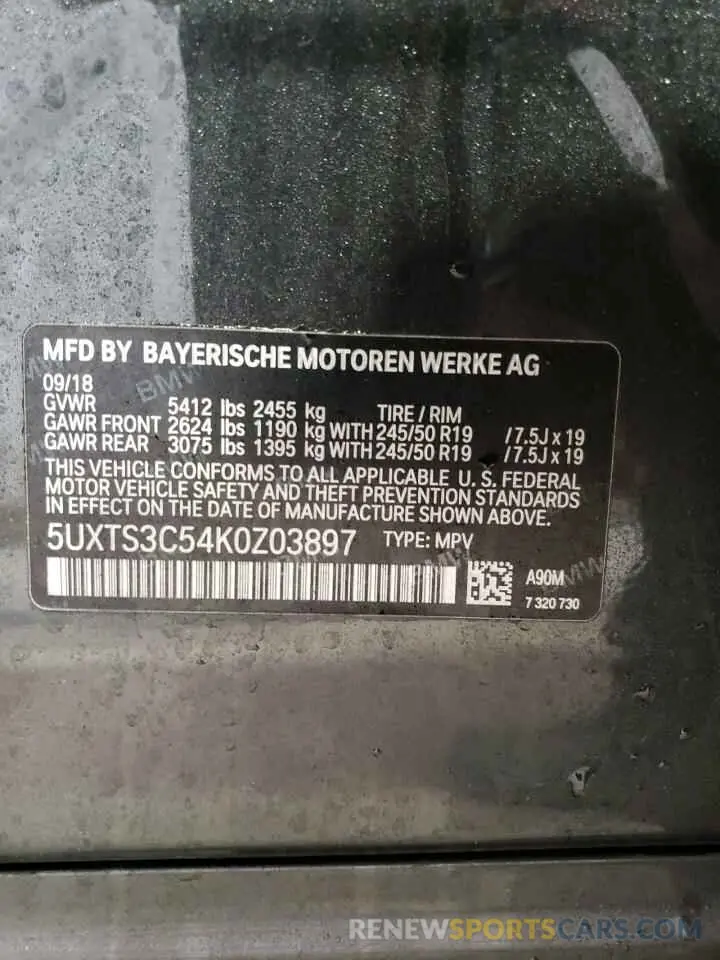 MFD BY BAYERISCHE MOTOREN WERKE AG
09/18
GVWR 5412 lbs 2455 kg TIRE / RIM
GAWR FRONT 2624 lbs 1190 kg WITH 245/50 R19 / 7.5J x 19
GAWR REAR 3075 lbs 1395 kg WITH 245/50 R19 / 7.5J x 19
THIS VEHICLE CONFORMS TO ALL APPLICABLE U. S. FEDERAL
MOTOR VEHICLE SAFETY AND THEFT PREVENTION STANDARDS
IN EFFECT ON THE DATE OF MANUFACTURE SHOWN ABOVE.
5UXTS3C54K0Z03897 TYPE: MPV
A90M
7 320 730
RENEWSPORTSCARS.COM